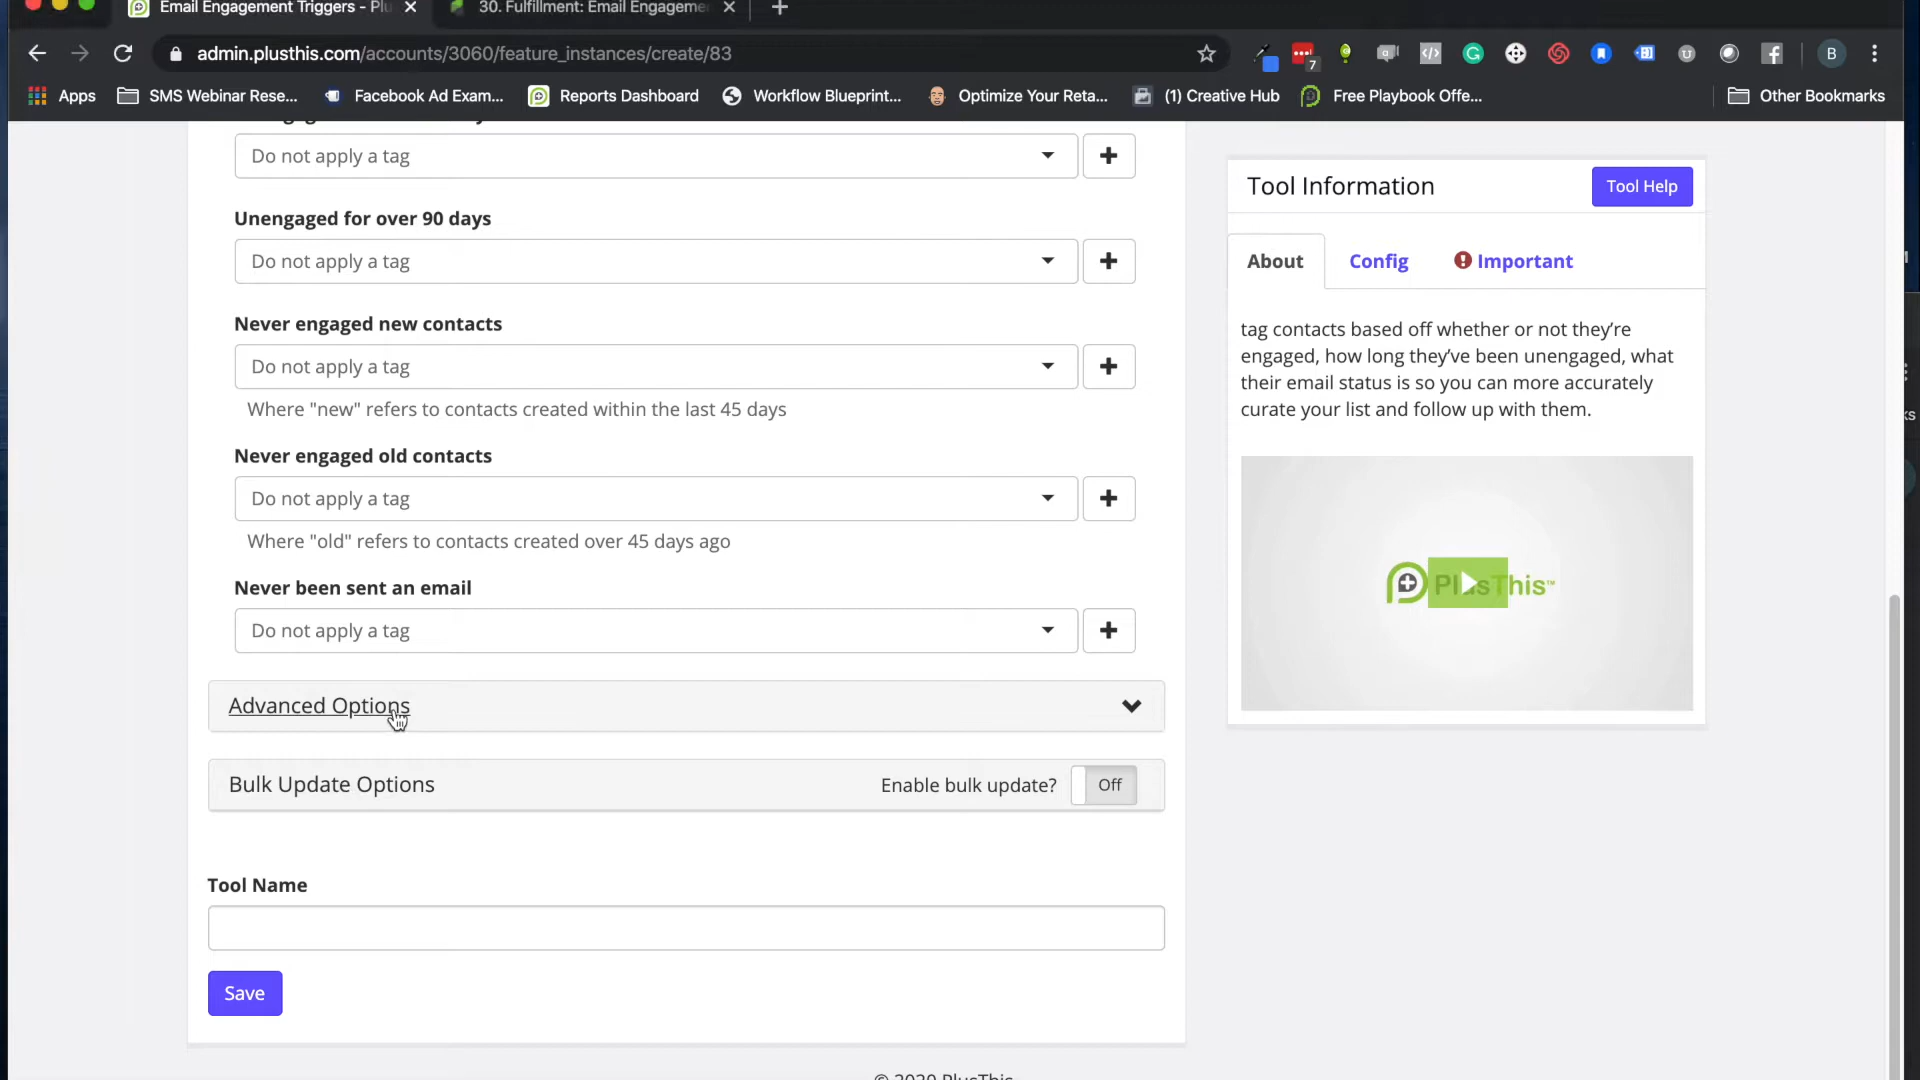 Email Engagement Triggers - Plu
30. Fulfillment: Email Engageme
admin.plusthis.com/accounts/3060/feature_instances/create/83
7
B
Apps
SMS Webinar Rese...
Facebook Ad Exam...
Reports Dashboard
Workflow Blueprint...
Optimize Your Reta...
(1) Creative Hub
Free Playbook Offe...
Other Bookmarks
Do not apply a tag
Unengaged for over 90 days
Do not apply a tag
Never engaged new contacts
Do not apply a tag
Where "new" refers to contacts created within the last 45 days
Never engaged old contacts
Do not apply a tag
Where "old" refers to contacts created over 45 days ago
Never been sent an email
Do not apply a tag
Advanced Options
Bulk Update Options
Enable bulk update?
Off
Tool Name
Save
Tool Information
Tool Help
About
Config
Important
tag contacts based off whether or not they’re
engaged, how long they’ve been unengaged, what
their email status is so you can more accurately
curate your list and follow up with them.
PlusThis™
© 2020 PlusThis